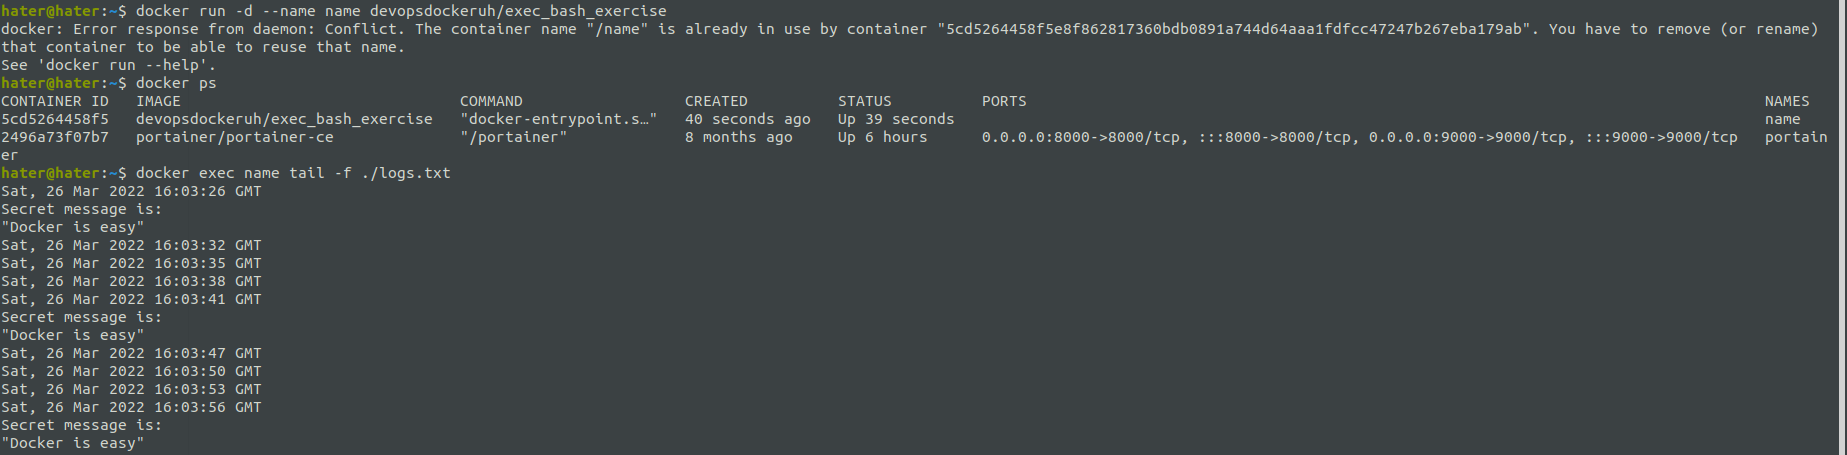 hater@hater:~$ docker run -d --name name devopsdockeruh/exec_bash_exercise
docker: Error response from daemon: Conflict. The container name "/name" is already in use by container "5cd5264458f5e8f862817360bdb0891a744d64aaa1fdfcc47247b267eba179ab". You have to remove (or rename)
that container to be able to reuse that name.
See 'docker run --help'.
hater@hater:~$ docker ps
CONTAINER ID   IMAGE                               COMMAND                  CREATED          STATUS          PORTS                                                                                  NAMES
5cd5264458f5   devopsdockeruh/exec_bash_exercise   "docker-entrypoint.s…"   40 seconds ago   Up 39 seconds                                                                                          name
2496a73f07b7   portainer/portainer-ce              "/portainer"             8 months ago     Up 6 hours      0.0.0.0:8000->8000/tcp, :::8000->8000/tcp, 0.0.0.0:9000->9000/tcp, :::9000->9000/tcp   portain
er
hater@hater:~$ docker exec name tail -f ./logs.txt
Sat, 26 Mar 2022 16:03:26 GMT
Secret message is:
"Docker is easy"
Sat, 26 Mar 2022 16:03:32 GMT
Sat, 26 Mar 2022 16:03:35 GMT
Sat, 26 Mar 2022 16:03:38 GMT
Sat, 26 Mar 2022 16:03:41 GMT
Secret message is:
"Docker is easy"
Sat, 26 Mar 2022 16:03:47 GMT
Sat, 26 Mar 2022 16:03:50 GMT
Sat, 26 Mar 2022 16:03:53 GMT
Sat, 26 Mar 2022 16:03:56 GMT
Secret message is:
"Docker is easy"